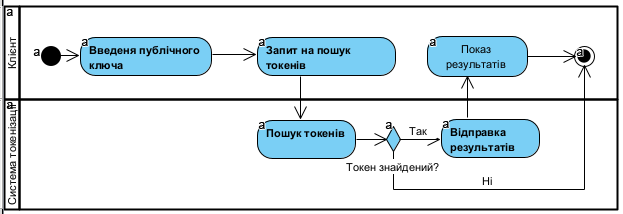 a
Клієнт
a
a
Введеня публічного
ключа
a
Запит на пошук
токенів
a
Показ
результатів
a
a
Система токенізації
a
Пошук токенів
a
Так
a
Відправка
результатів
Токен знайдений?
Ні